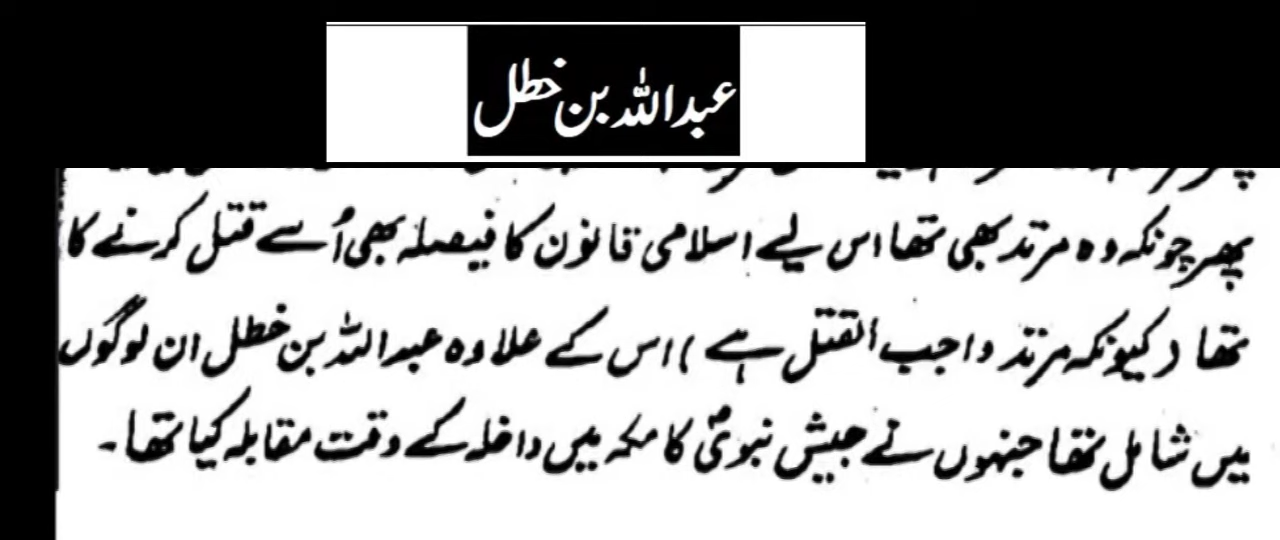 عبداللہ بن خطل
پھر چونکہ وہ مرتد بھی تھا اس لیے اسلامی قانون کا فیصلہ بھی اُسے قتل کرنے کا
تھا (کیونکہ مرتد واجب القتل ہے) اس کے علاوہ عبداللہ بن خطل ان لوگوں
میں شامل تھا جنہوں نے جیش نبویؐ کا مکہ میں داخلہ کے وقت مقابلہ کیا تھا۔